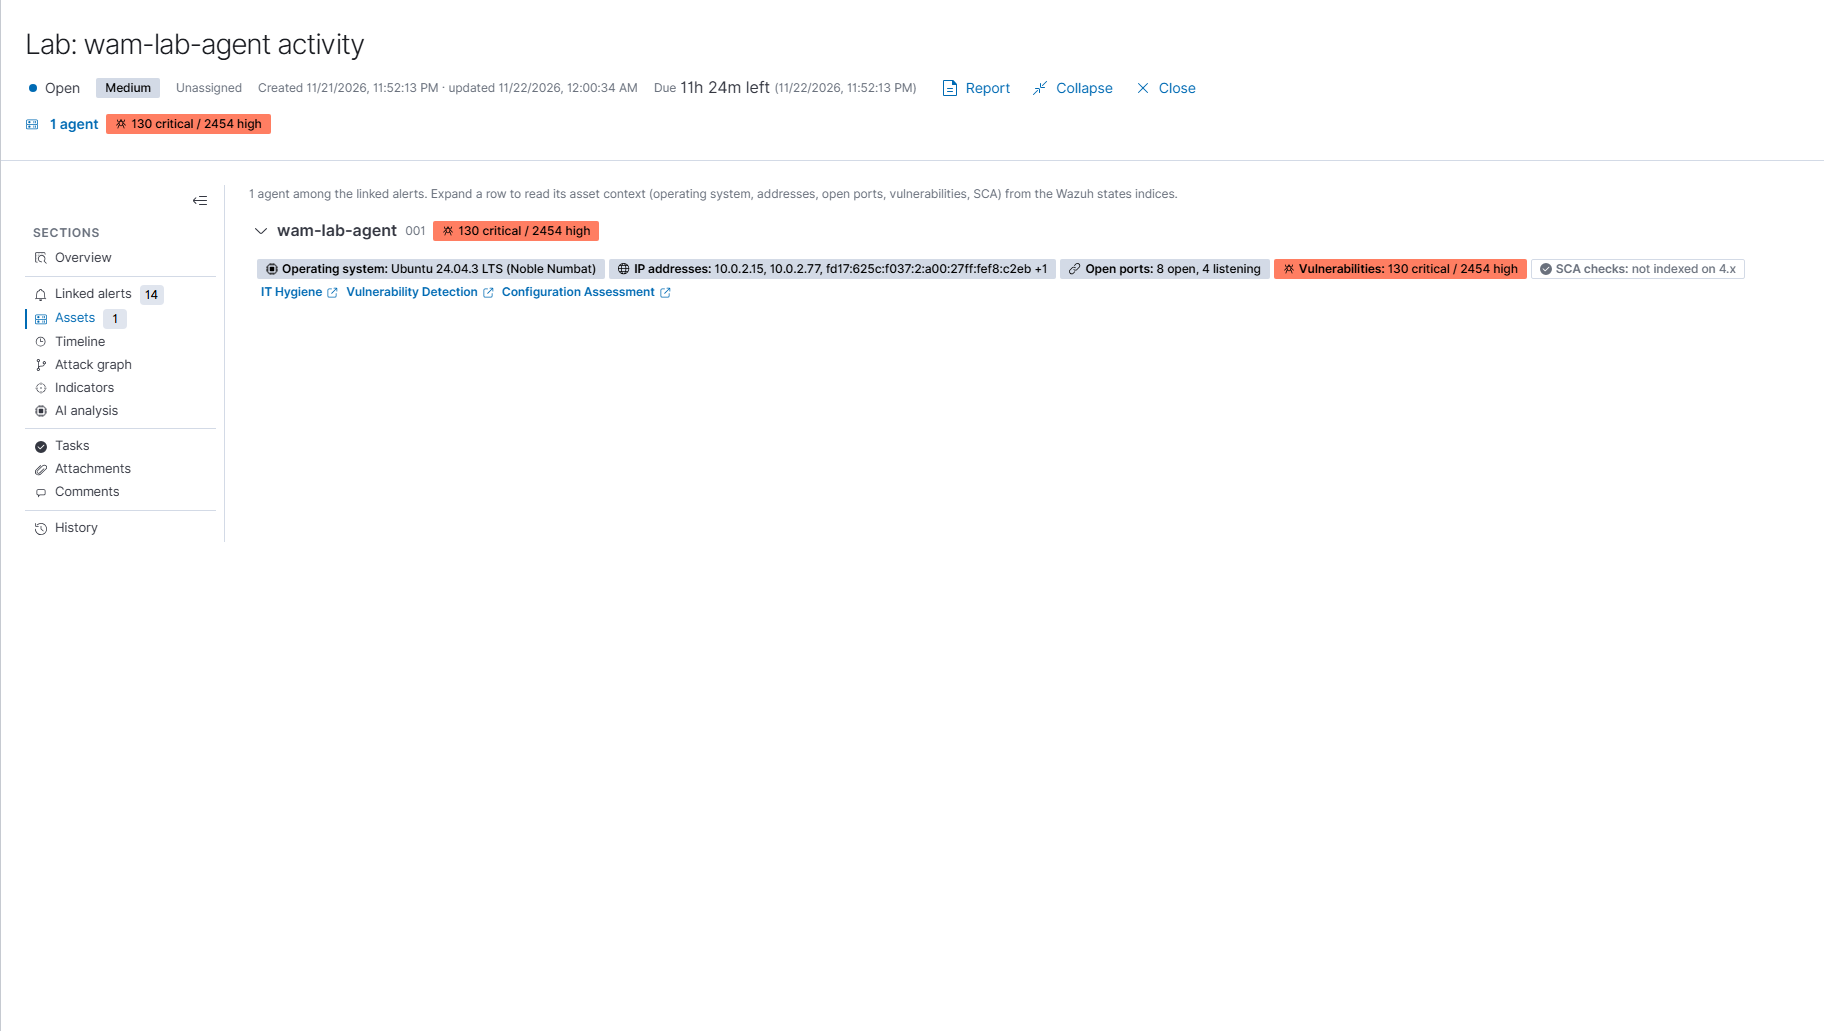 Lab: wam-lab-agent activity
Open Medium Unassigned Created 11/21/2026, 11:52:13 PM · updated 11/22/2026, 12:00:34 AM Due 11h 24m left (11/22/2026, 11:52:13 PM) Report Collapse Close
1 agent 130 critical / 2454 high
SECTIONS
Overview
Linked alerts 14
Assets 1
Timeline
Attack graph
Indicators
AI analysis
Tasks
Attachments
Comments
History
1 agent among the linked alerts. Expand a row to read its asset context (operating system, addresses, open ports, vulnerabilities, SCA) from the Wazuh states indices.
wam-lab-agent 001 130 critical / 2454 high
Operating system: Ubuntu 24.04.3 LTS (Noble Numbat) IP addresses: 10.0.2.15, 10.0.2.77, fd17:625c:f037:2:a00:27ff:fef8:c2eb +1 Open ports: 8 open, 4 listening Vulnerabilities: 130 critical / 2454 high SCA checks: not indexed on 4.x
IT Hygiene Vulnerability Detection Configuration Assessment